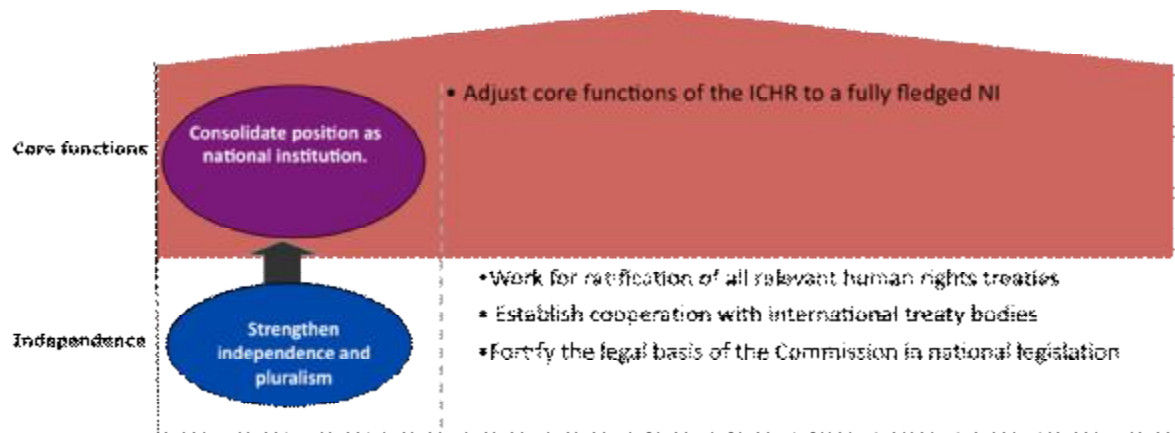 • Adjust core functions of the ICHR to a fully fledged NI
Consolidate position as
national institution.
Core functions
•Work for ratification of all relevant human rights treaties
• Establish cooperation with international treaty bodies
•Fortify the legal basis of the Commission in national legislation
Independence
Strengthen
independence and
pluralism